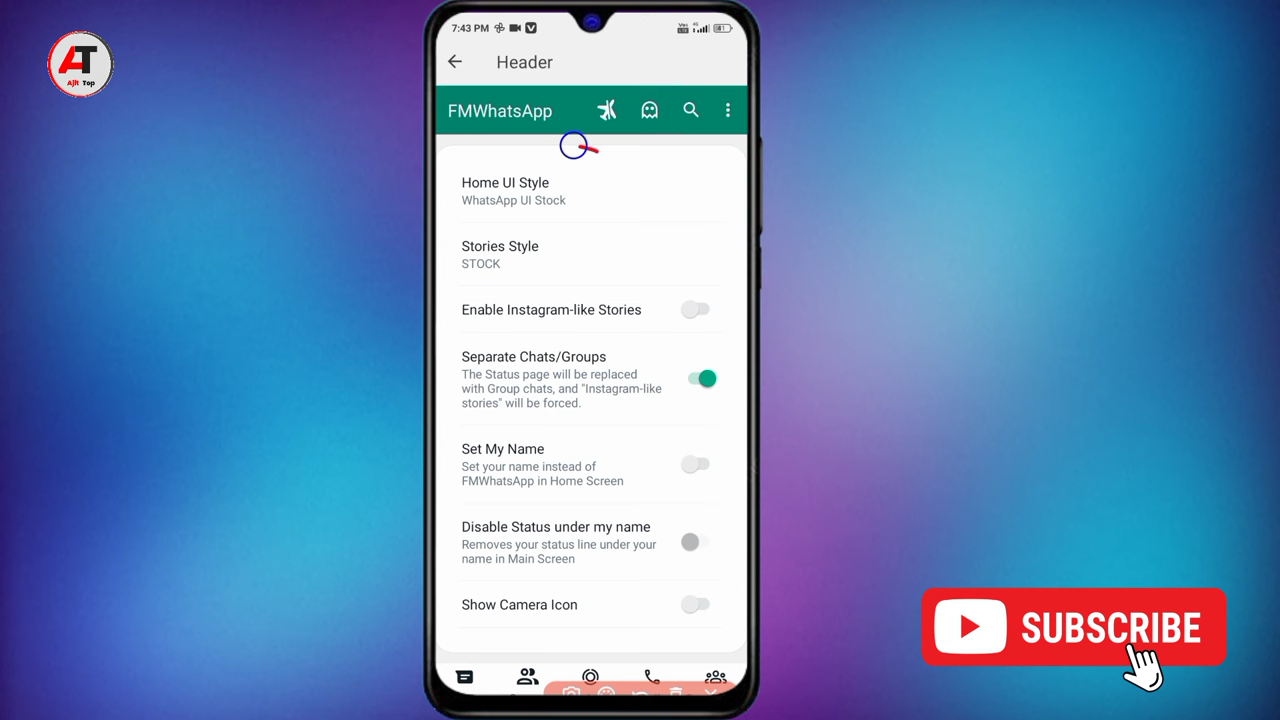 AT
Ajit Top
7:43 PM
Header
FMWhatsApp
Home UI Style
WhatsApp UI Stock
Stories Style
STOCK
Enable Instagram-like Stories
Separate Chats/Groups
The Status page will be replaced
with Group chats, and "Instagram-like
stories" will be forced.
Set My Name
Set your name instead of
FMWhatsApp in Home Screen
Disable Status under my name
Removes your status line under your
name in Main Screen
Show Camera Icon
SUBSCRIBE